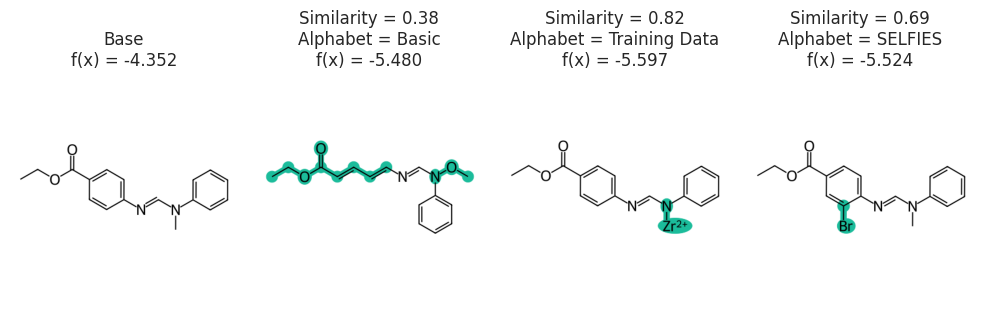 Base
f(x) = -4.352
Similarity = 0.38
Alphabet = Basic
f(x) = -5.480
Similarity = 0.82
Alphabet = Training Data
f(x) = -5.597
Similarity = 0.69
Alphabet = SELFIES
f(x) = -5.524
O
O
N
N
O
O
N
N
O
O
O
N
N
Zr²⁺
O
O
Br
N
N